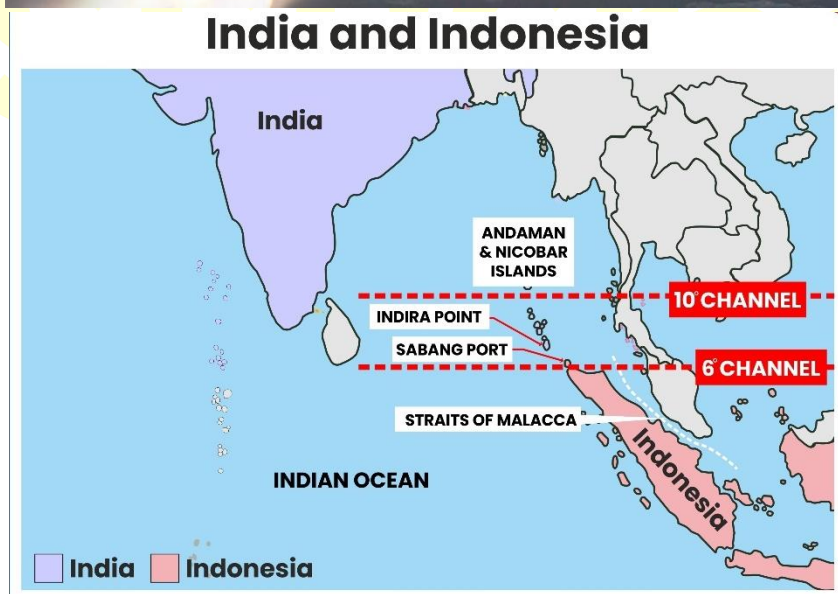 India and Indonesia
India
ANDAMAN
& NICOBAR
ISLANDS
10° CHANNEL
INDIRA POINT
SABANG PORT
6° CHANNEL
STRAITS OF MALACCA
Indonesia
INDIAN OCEAN
India
Indonesia